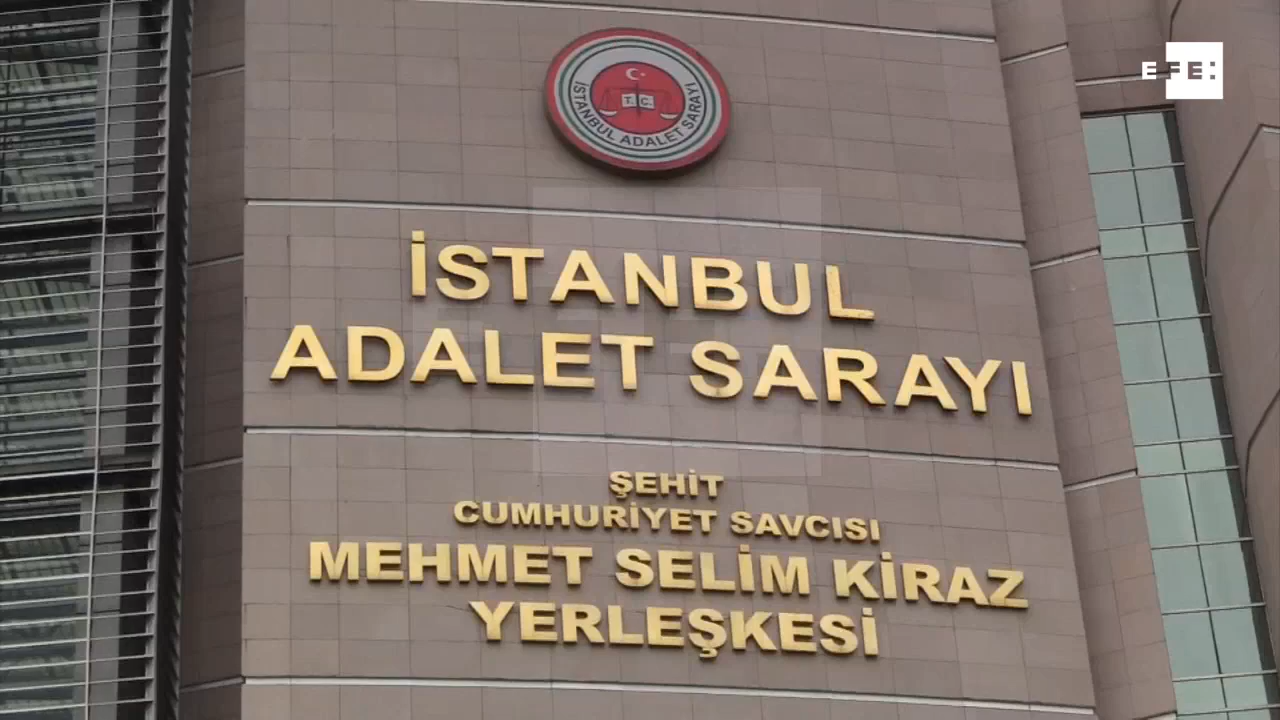 EFE:
T.C.
İSTANBUL ADALET SARAYI
İSTANBUL
ADALET SARAYI
ŞEHİT
CUMHURİYET SAVCISI
MEHMET SELİM KİRAZ
YERLEŞKESİ